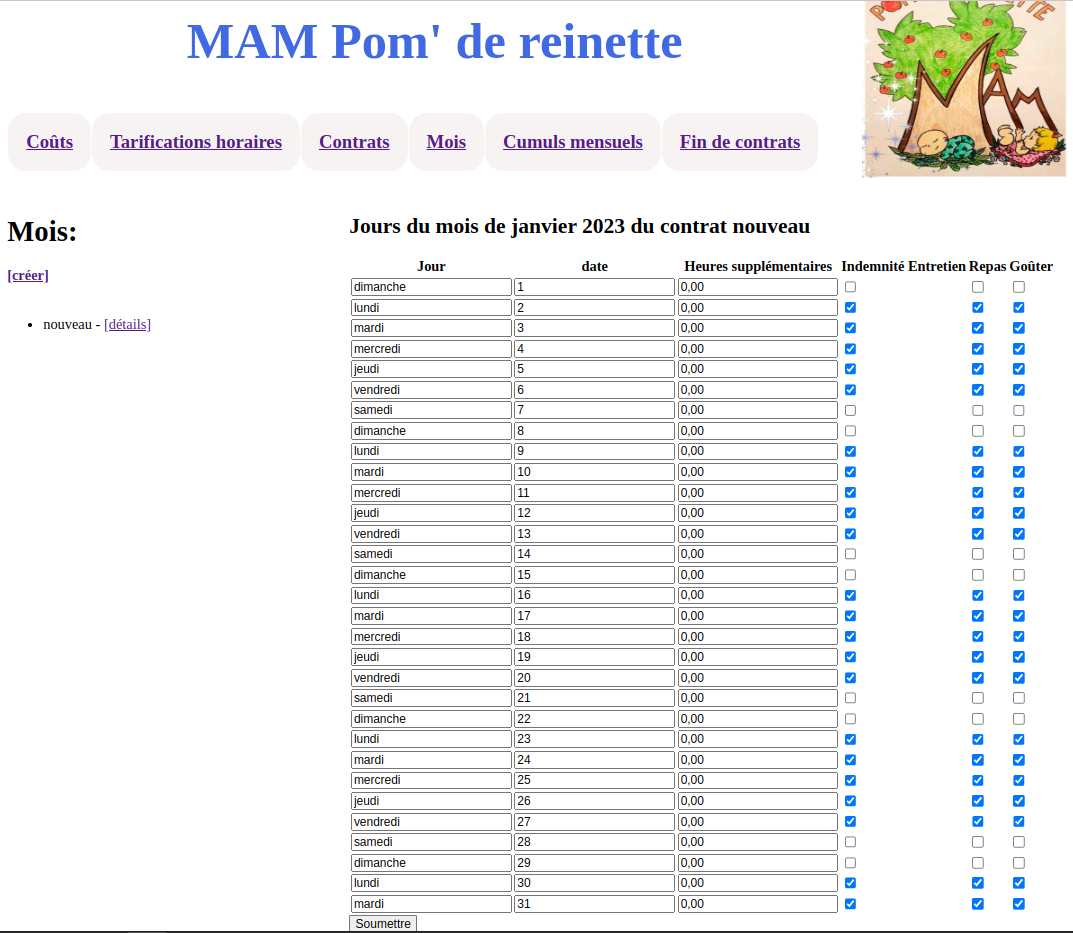 MAM Pom' de reinette
MAM
Coûts Tarifications horaires Contrats Mois Cumuls mensuels Fin de contrats
Mois:
[créer]
nouveau - [détails]
Jours du mois de janvier 2023 du contrat nouveau
Jour date Heures supplémentaires Indemnité Entretien Repas Goûter
dimanche 1 0,00
lundi 2 0,00
mardi 3 0,00
mercredi 4 0,00
jeudi 5 0,00
vendredi 6 0,00
samedi 7 0,00
dimanche 8 0,00
lundi 9 0,00
mardi 10 0,00
mercredi 11 0,00
jeudi 12 0,00
vendredi 13 0,00
samedi 14 0,00
dimanche 15 0,00
lundi 16 0,00
mardi 17 0,00
mercredi 18 0,00
jeudi 19 0,00
vendredi 20 0,00
samedi 21 0,00
dimanche 22 0,00
lundi 23 0,00
mardi 24 0,00
mercredi 25 0,00
jeudi 26 0,00
vendredi 27 0,00
samedi 28 0,00
dimanche 29 0,00
lundi 30 0,00
mardi 31 0,00
Soumettre